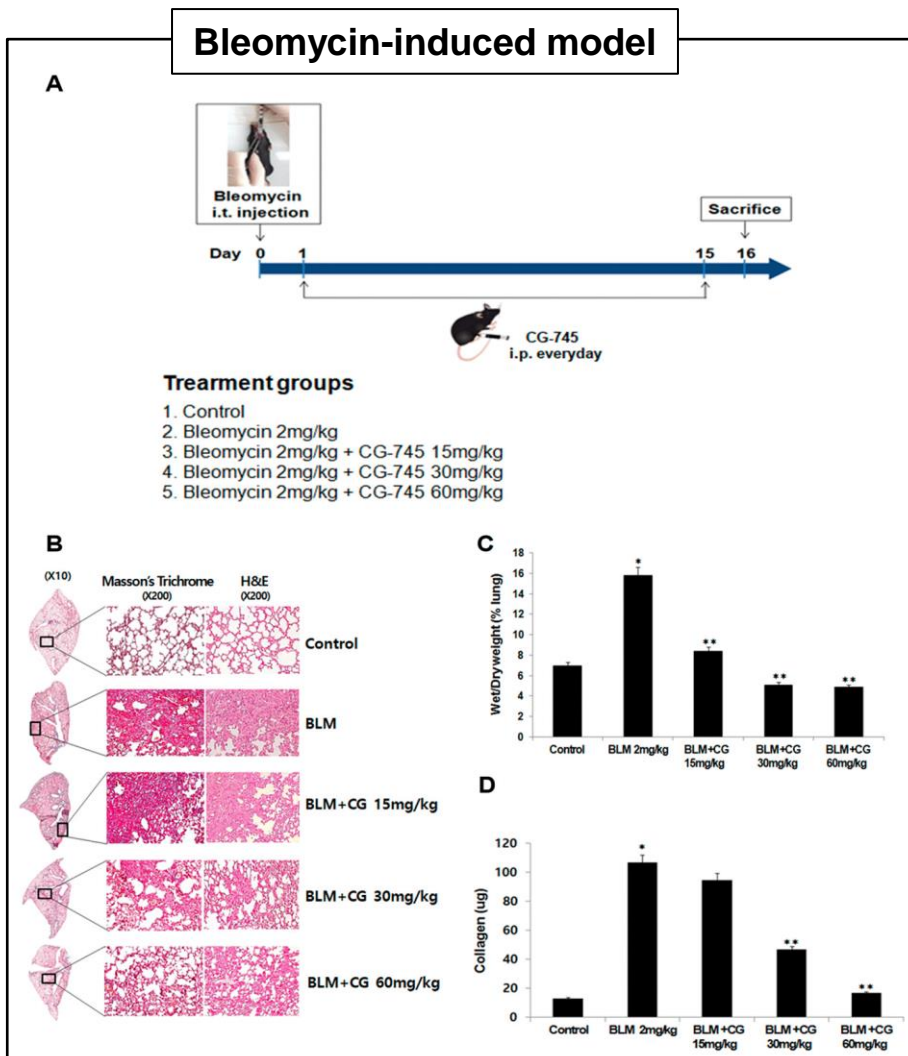 Bleomycin-induced model
A
Bleomycin
i.t. injection
Sacrifice
Day 0 1 15 16
CG-745
i.p. everyday
Trearment groups
1. Control
2. Bleomycin 2mg/kg
3. Bleomycin 2mg/kg + CG-745 15mg/kg
4. Bleomycin 2mg/kg + CG-745 30mg/kg
5. Bleomycin 2mg/kg + CG-745 60mg/kg
B
(X10)
Masson's Trichrome
(X200)
H&E
(X200)
Control
BLM
BLM+CG 15mg/kg
BLM+CG 30mg/kg
BLM+CG 60mg/kg
C
Wet/Dry weight (% lung)
18
16
14
12
10
8
6
4
2
0
*
**
**
**
Control
BLM 2mg/kg
BLM+CG
15mg/kg
BLM+CG
30mg/kg
BLM+CG
60mg/kg
D
Collagen (ug)
120
100
80
60
40
20
0
*
**
**
Control
BLM 2mg/kg
BLM +CG
15mg/kg
BLM +CG
30mg/kg
BLM +CG
60mg/kg